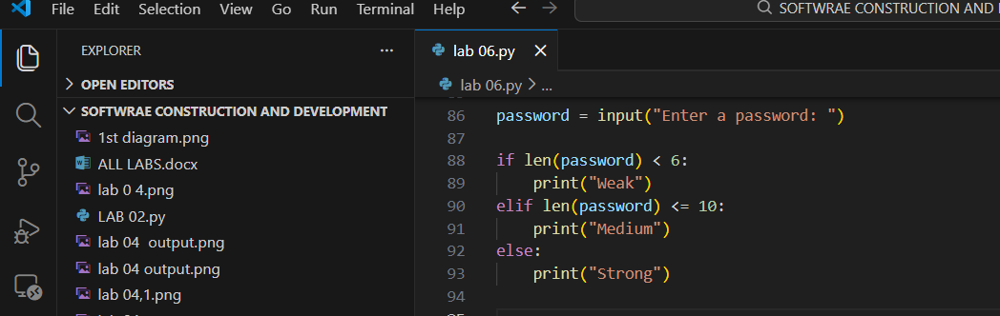 File Edit Selection View Go Run Terminal Help
SOFTWRAE CONSTRUCTION AND
EXPLORER
OPEN EDITORS
SOFTWRAE CONSTRUCTION AND DEVELOPMENT
1st diagram.png
ALL LABS.docx
lab 0 4.png
LAB 02.py
lab 04  output.png
lab 04 output.png
lab 04,1.png
lab 06.py
lab 06.py > ...
86 password = input("Enter a password: ")
87
88 if len(password) < 6:
89     print("Weak")
90 elif len(password) <= 10:
91     print("Medium")
92 else:
93     print("Strong")
94